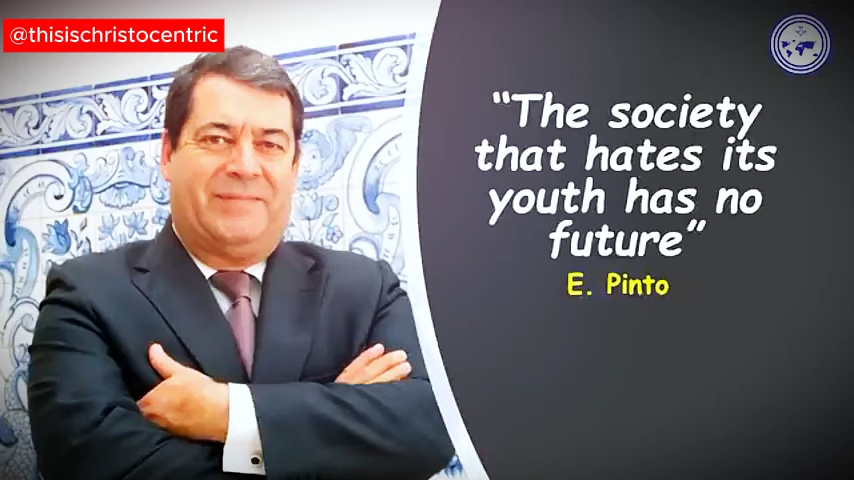 @thisischristocentric
“The society
that hates its
youth has no
future”
E. Pinto